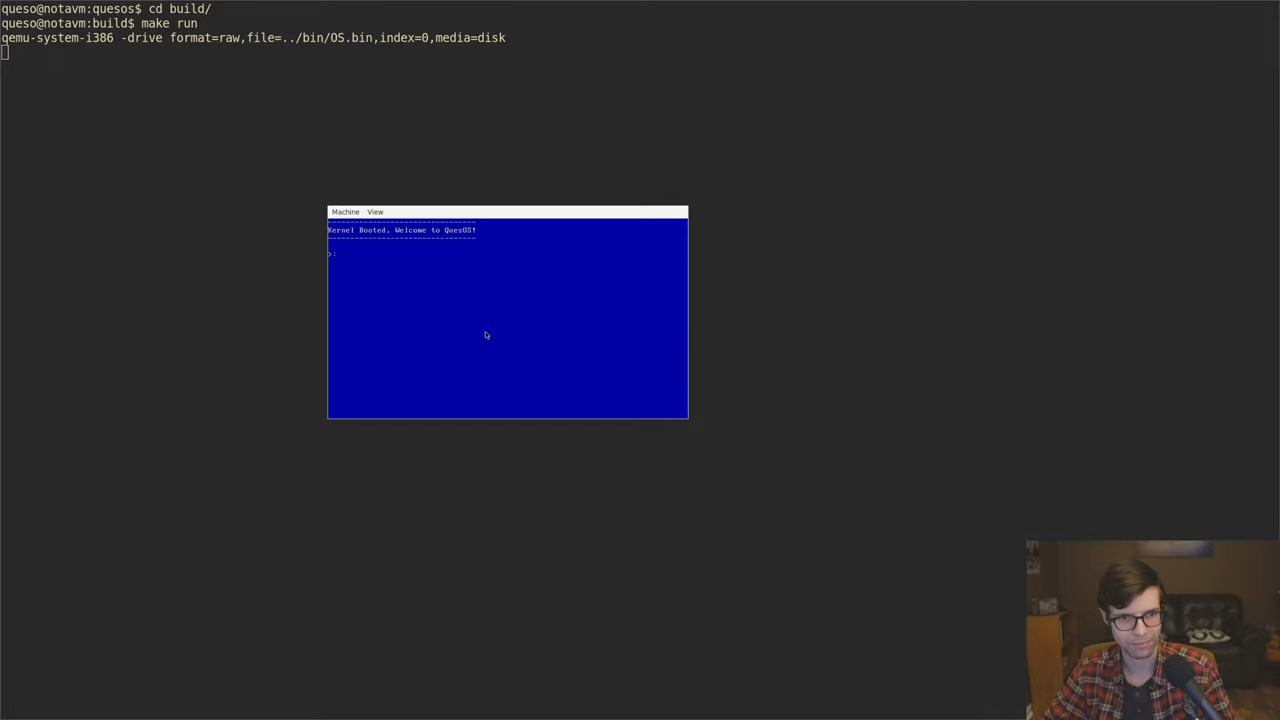 queso@notavm:quesos$ cd build/
queso@notavm:build$ make run
qemu-system-i386 -drive format=raw,file=../bin/OS.bin,index=0,media=disk
Machine View
------------------------------------
Kernel Booted, Welcome to QuesOS!
------------------------------------
>: